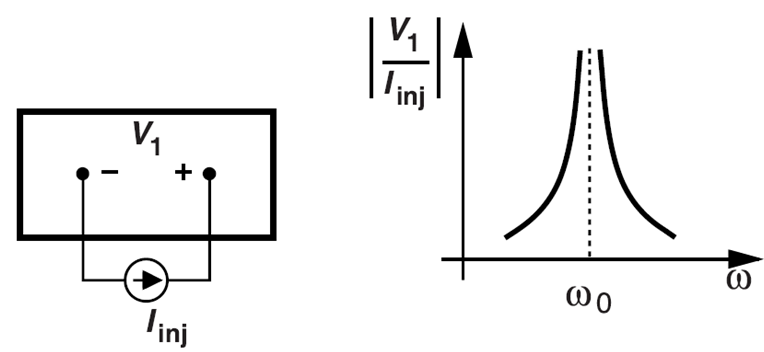 V1
− +
Iinj
|V1/Iinj|
ω0
ω